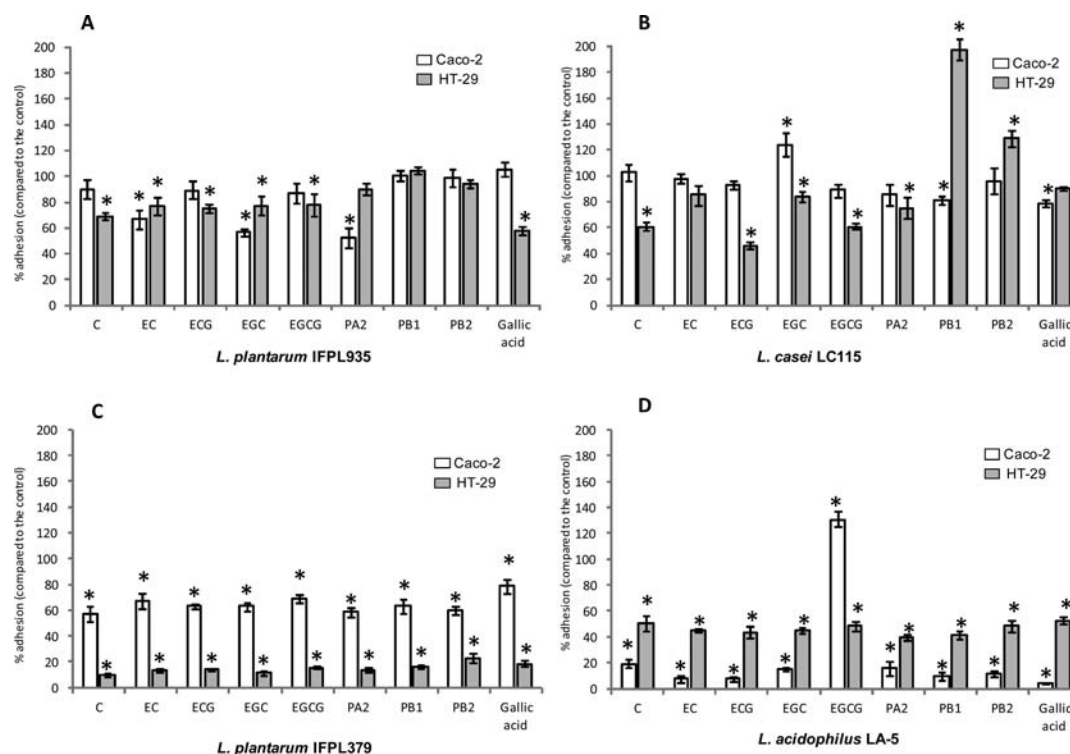 A
% adhesion (compared to the control)
200
180
160
140
120
100
80
60
40
20
0
Caco-2
HT-29
*
* *
*
* *
*
*
*
C EC ECG EGC EGCG PA2 PB1 PB2 Gallic acid
L. plantarum IFPL935
B
% adhesion (compared to the control)
200
180
160
140
120
100
80
60
40
20
0
Caco-2
HT-29
*
*
* *
*
*
* *
*
*
C EC ECG EGC EGCG PA2 PB1 PB2 Gallic acid
L. casei LC115
C
% adhesion (compared to the control)
200
180
160
140
120
100
80
60
40
20
0
Caco-2
HT-29
* * * * * * * * *
* * * * * * * * *
C EC ECG EGC EGCG PA2 PB1 PB2 Gallic acid
L. plantarum IFPL379
D
% adhesion (compared to the control)
200
180
160
140
120
100
80
60
40
20
0
Caco-2
HT-29
* * * * * * * * *
* * * * * * * * *
C EC ECG EGC EGCG PA2 PB1 PB2 Gallic acid
L. acidophilus LA-5